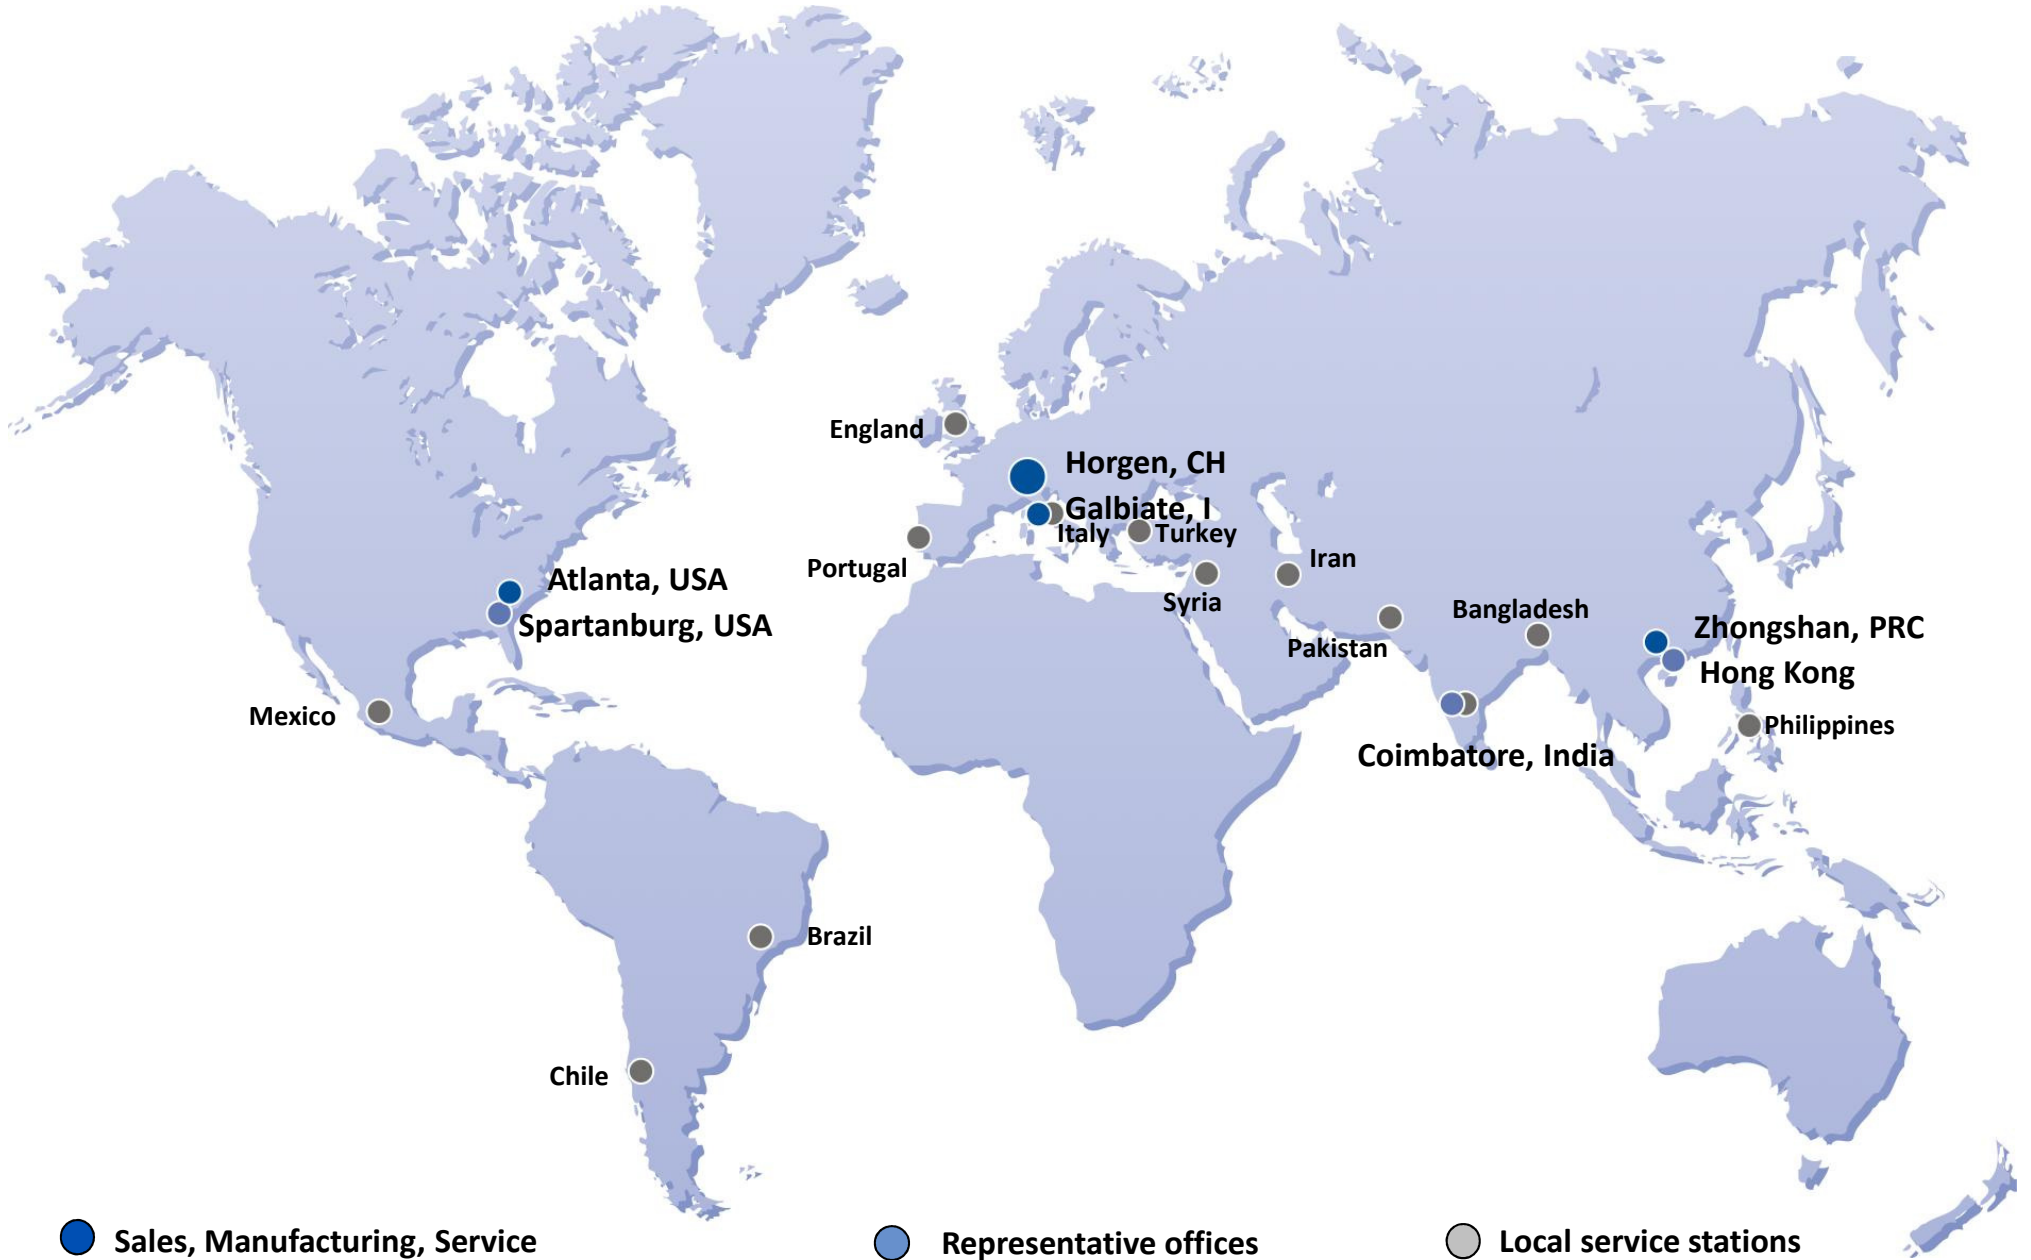 England
Horgen, CH
Galbiate, I
Italy
Turkey
Portugal
Iran
Atlanta, USA
Syria
Bangladesh
Spartanburg, USA
Zhongshan, PRC
Pakistan
Hong Kong
Mexico
Philippines
Coimbatore, India
Brazil
Chile
Sales, Manufacturing, Service
Representative offices
Local service stations